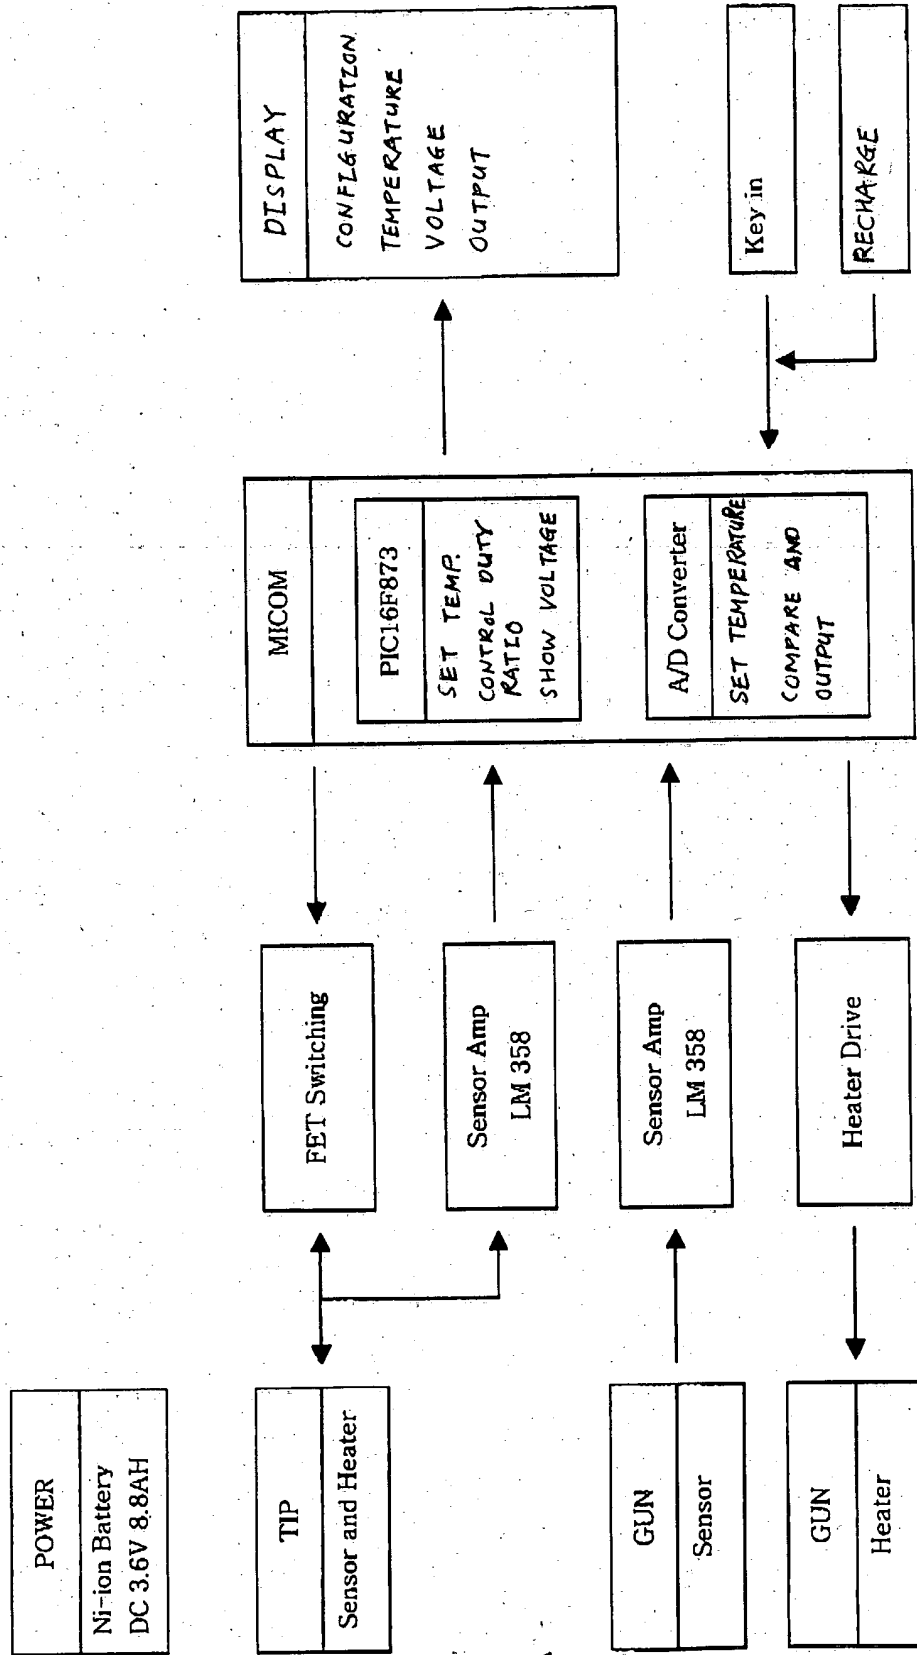 POWER
Ni-ion Battery
DC 3.6V 8.8AH
TIP
Sensor and Heater
GUN
Sensor
GUN
Heater
FET Switching
Sensor Amp
LM 358
Sensor Amp
LM 358
Heater Drive
MICOM
PIC16F873
SET TEMP.
CONTROL DUTY
RATIO
SHOW VOLTAGE
A/D Converter
SET TEMPERATURE
COMPARE AND
OUTPUT
DISPLAY
CONFIGURATION
TEMPERATURE
VOLTAGE
OUTPUT
Key in
RECHARGE